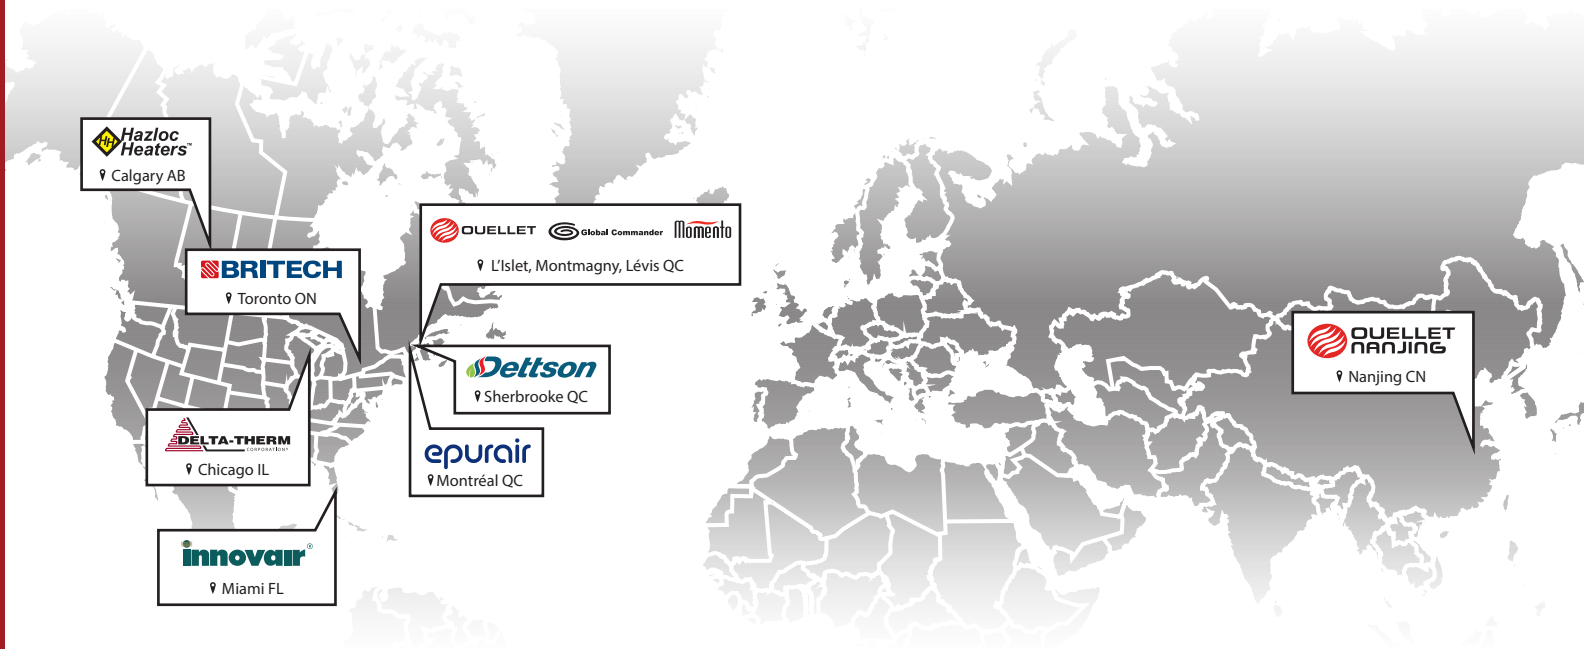 HH Hazloc
Heaters™
Calgary AB
OUELLET Global Commander Momento
L'Islet, Montmagny, Lévis QC
BRITECH
Toronto ON
OUELLET
NANJING
Nanjing CN
Dettson
Sherbrooke QC
DELTA-THERM
CORPORATION®
Chicago IL
epurair
Montréal QC
innovair®
Miami FL